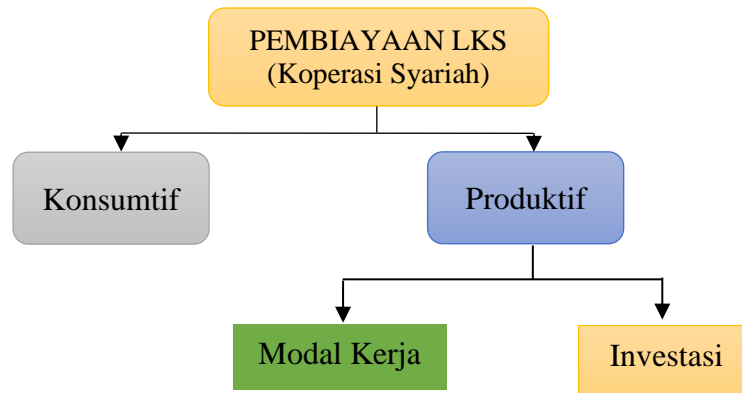 PEMBIAYAAN LKS
(Koperasi Syariah)
Konsumtif
Produktif
Modal Kerja
Investasi